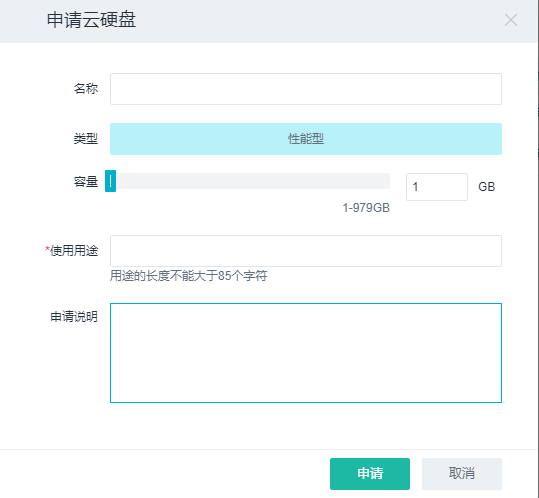 申请云硬盘
名称
类型 性能型
容量 1 GB
1-979GB
*使用用途
用途的长度不能大于85个字符
申请说明
申请 取消